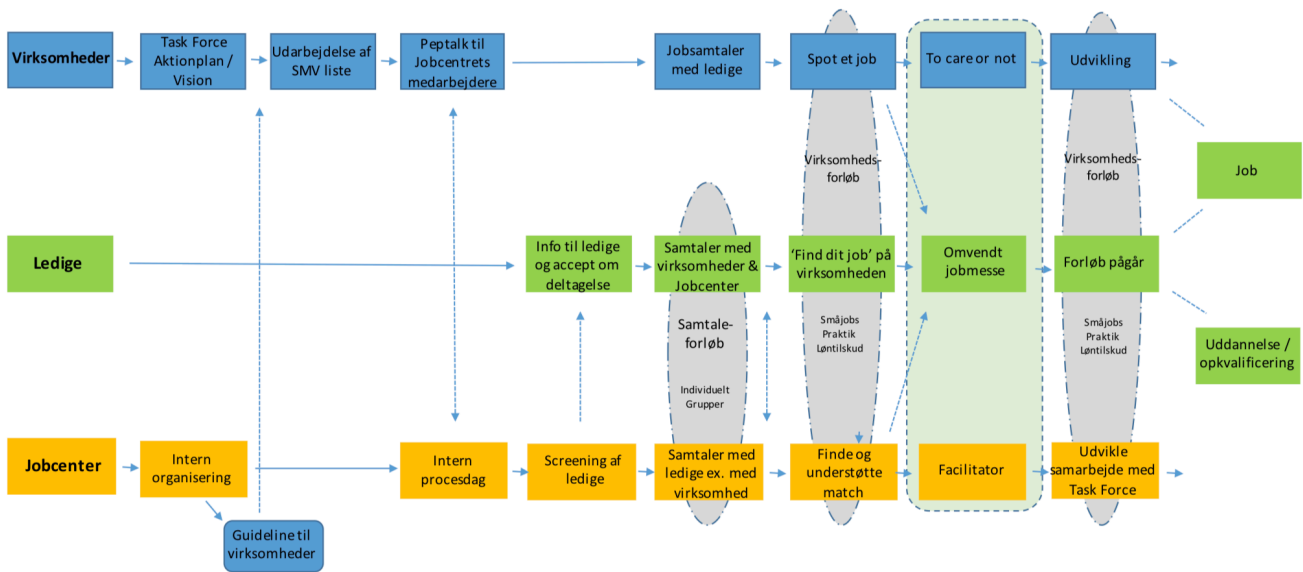 Virksomheder
Task Force
Aktionplan /
Vision
Udarbejdelse af
SMV liste
Peptalk til
Jobcentrets
medarbejdere
Jobsamtaler
med ledige
Spot et job
To care or not
Udvikling
Virksomheds-
forløb
Virksomheds-
forløb
Job
Ledige
Info til ledige
og accept om
deltagelse
Samtaler med
virksomheder &
Jobcenter
‘Find dit job’ på
virksomheden
Omvendt
jobmesse
Forløb pågår
Samtale-
forløb
Individuelt
Grupper
Småjobs
Praktik
Løntilskud
Småjobs
Praktik
Løntilskud
Uddannelse /
opkvalificering
Jobcenter
Intern
organisering
Intern
procesdag
Screening af
ledige
Samtaler med
ledige ex. med
virksomhed
Finde og
understøtte
match
Facilitator
Udvikle
samarbejde med
Task Force
Guideline til
virksomheder